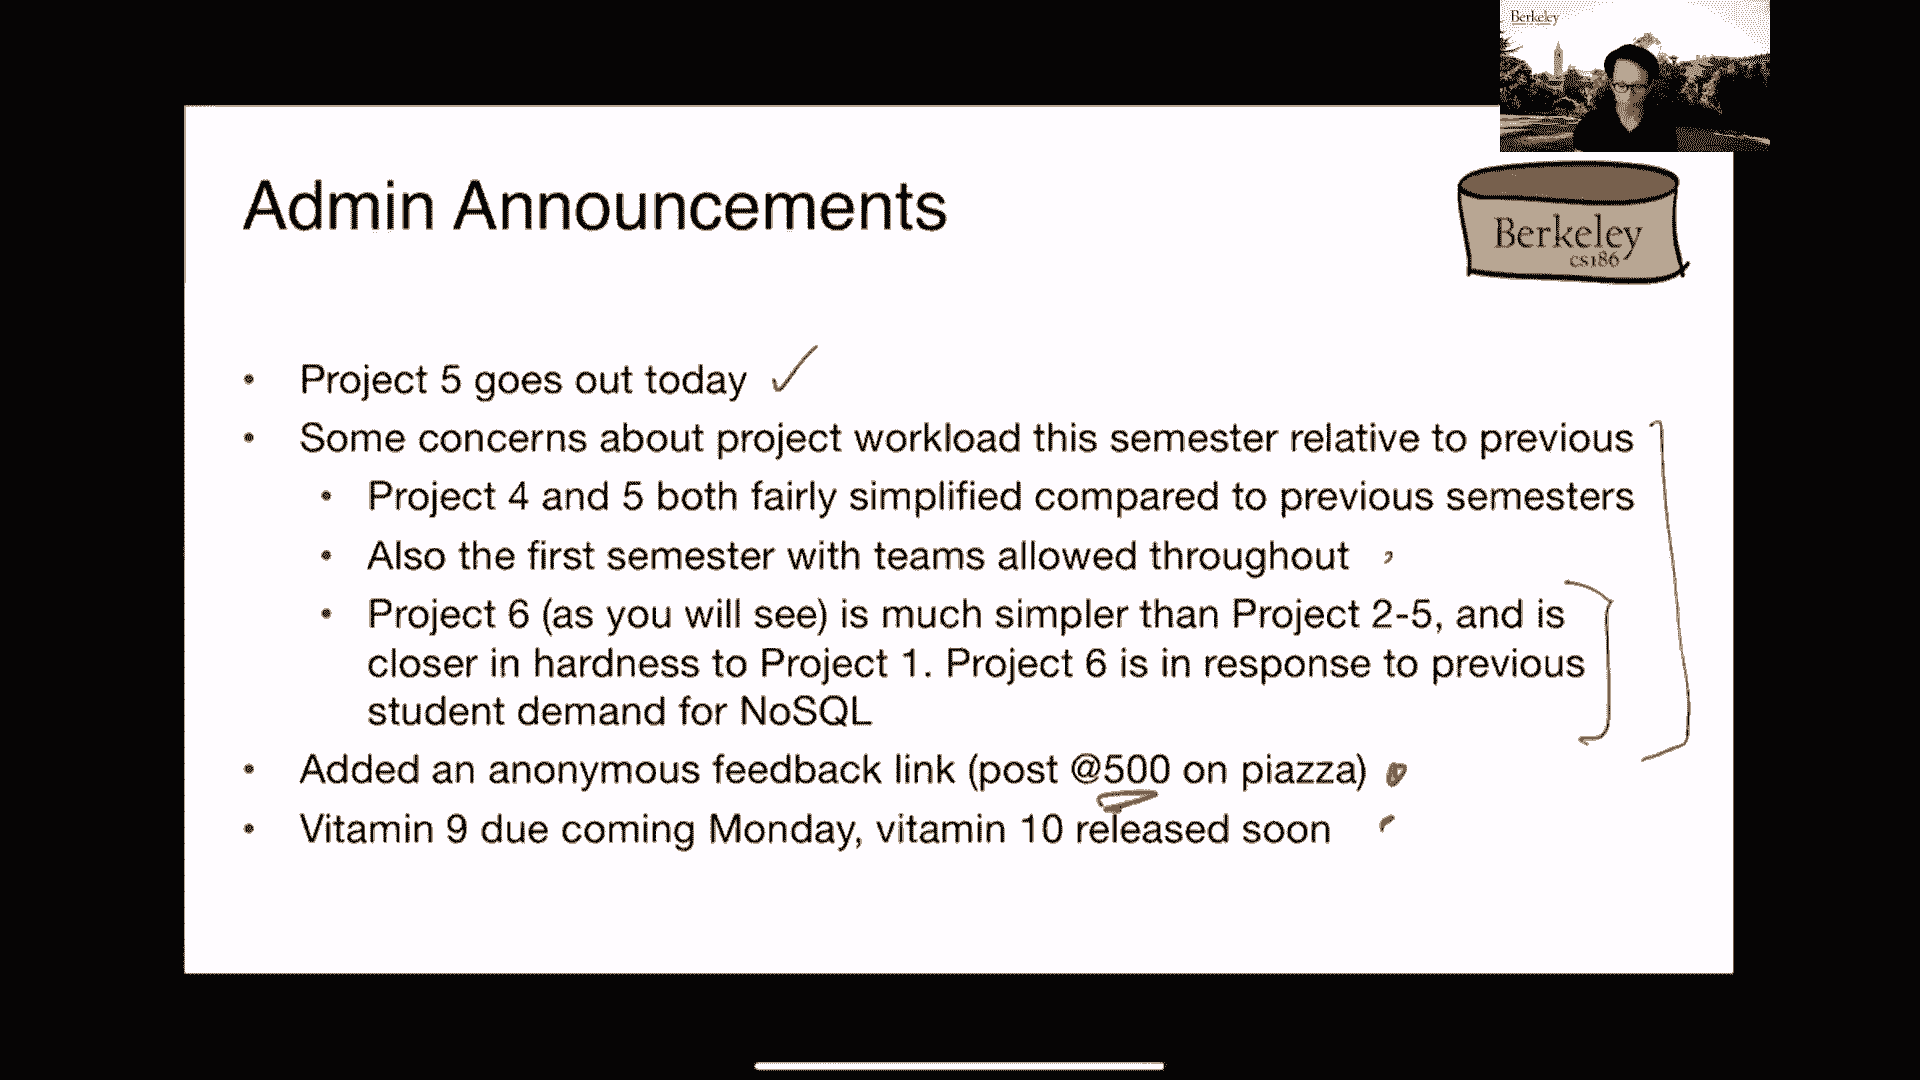 Berkeley
Admin Announcements
Berkeley
cs186
• Project 5 goes out today
• Some concerns about project workload this semester relative to previous
• Project 4 and 5 both fairly simplified compared to previous semesters
• Also the first semester with teams allowed throughout
• Project 6 (as you will see) is much simpler than Project 2-5, and is
closer in hardness to Project 1. Project 6 is in response to previous
student demand for NoSQL
• Added an anonymous feedback link (post @500 on piazza)
• Vitamin 9 due coming Monday, vitamin 10 released soon